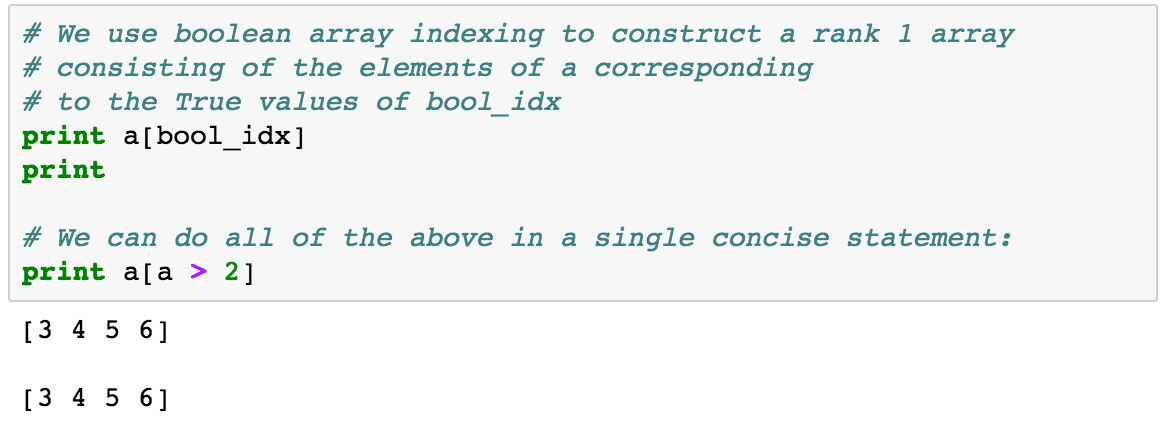 # We use boolean array indexing to construct a rank 1 array
# consisting of the elements of a corresponding
# to the True values of bool_idx
print a[bool_idx]
print
# We can do all of the above in a single concise statement:
print a[a > 2]
[3 4 5 6]
[3 4 5 6]